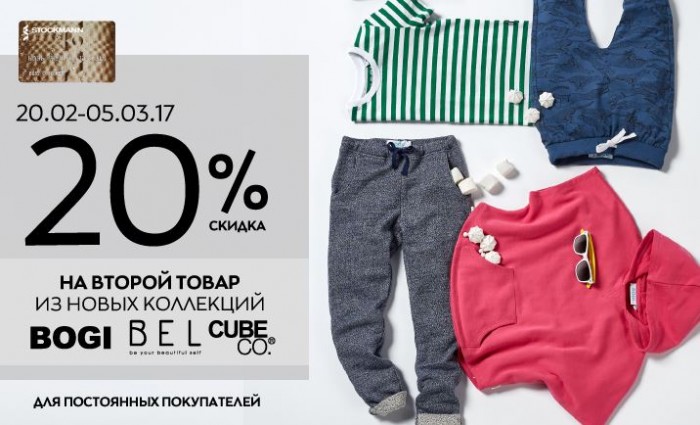 STOCKMANN
20.02-05.03.17
20%
СКИДКА
НА ВТОРОЙ ТОВАР
ИЗ НОВЫХ КОЛЛЕКЦИЙ
BOGI BEL CUBE CO.®
be your beautiful self
ДЛЯ ПОСТОЯННЫХ ПОКУПАТЕЛЕЙ